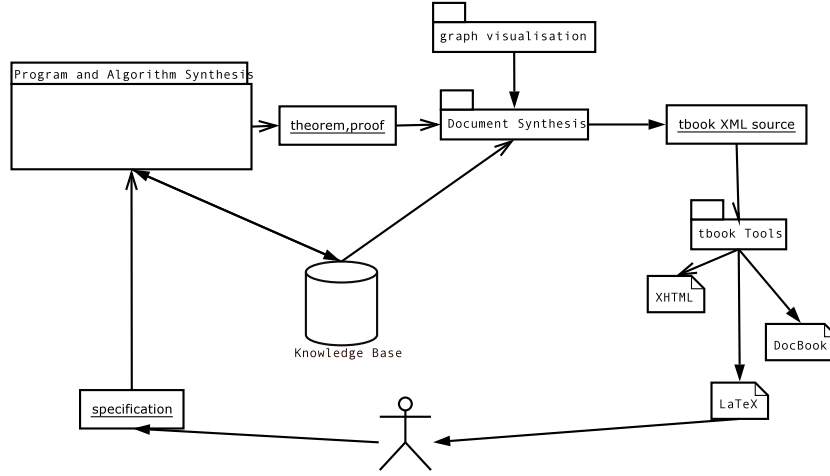 graph visualisation
Program and Algorithm Synthesis
theorem,proof
Document Synthesis
tbook XML source
tbook Tools
XHTML
DocBook
Knowledge Base
specification
LaTeX